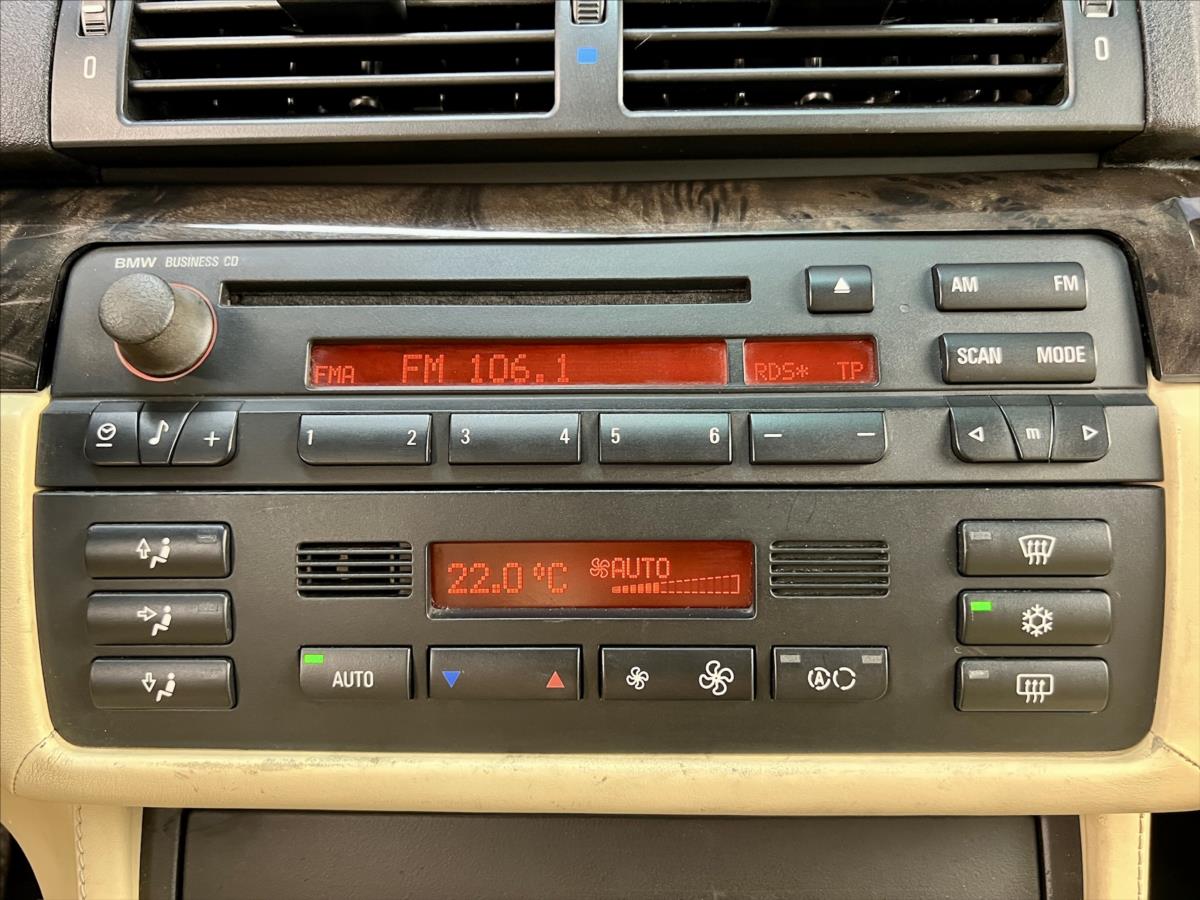 0
0
BMW BUSINESS CD
AM FM
SCAN MODE
FMA FM 106.1 RDS* TP
1 2 3 4 5 6 m
22.0 °C AUTO
AUTO
A